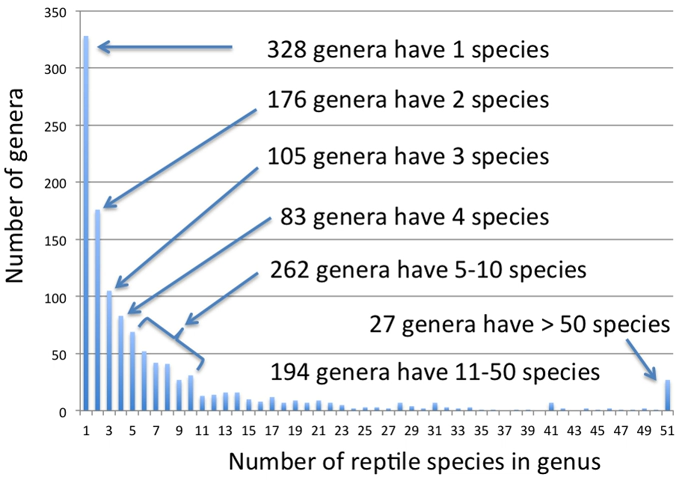 350
328 genera have 1 species
300
176 genera have 2 species
250
105 genera have 3 species
200
83 genera have 4 species
150
262 genera have 5-10 species
100
27 genera have > 50 species
50
194 genera have 11-50 species
0
Number of genera
1 3 5 7 9 11 13 15 17 19 21 23 25 27 29 31 33 35 37 39 41 43 45 47 49 51
Number of reptile species in genus